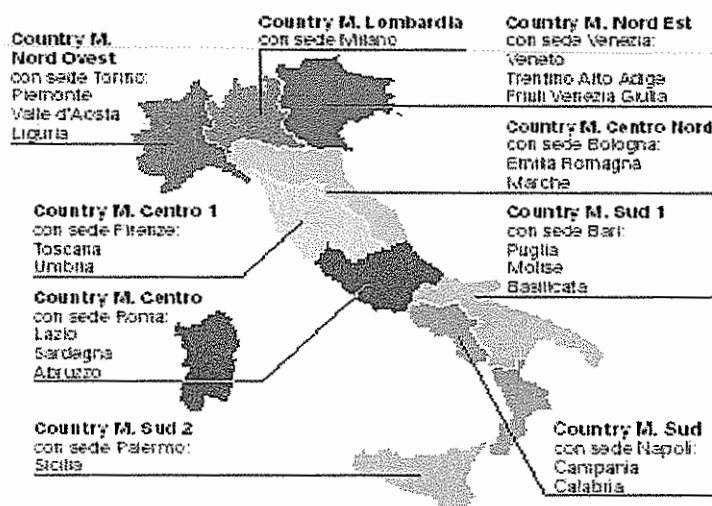 Country M.
Nord Ovest
con sede Torino:
Piemonte
Valle d'Aosta
Liguria
Country M. Lombardia
con sede Milano
Country M. Nord Est
con sede Venezia:
Veneto
Trentino Alto Adige
Friuli Venezia Giulia
Country M. Centro Nord
con sede Bologna:
Emilia Romagna
Marche
Country M. Centro 1
con sede Firenze:
Toscana
Umbria
Country M. Sud 1
con sede Bari:
Puglia
Molise
Basilicata
Country M. Centro
con sede Roma:
Lazio
Sardegna
Abruzzo
Country M. Sud 2
con sede Palermo:
Sicilia
Country M. Sud
con sede Napoli:
Campania
Calabria